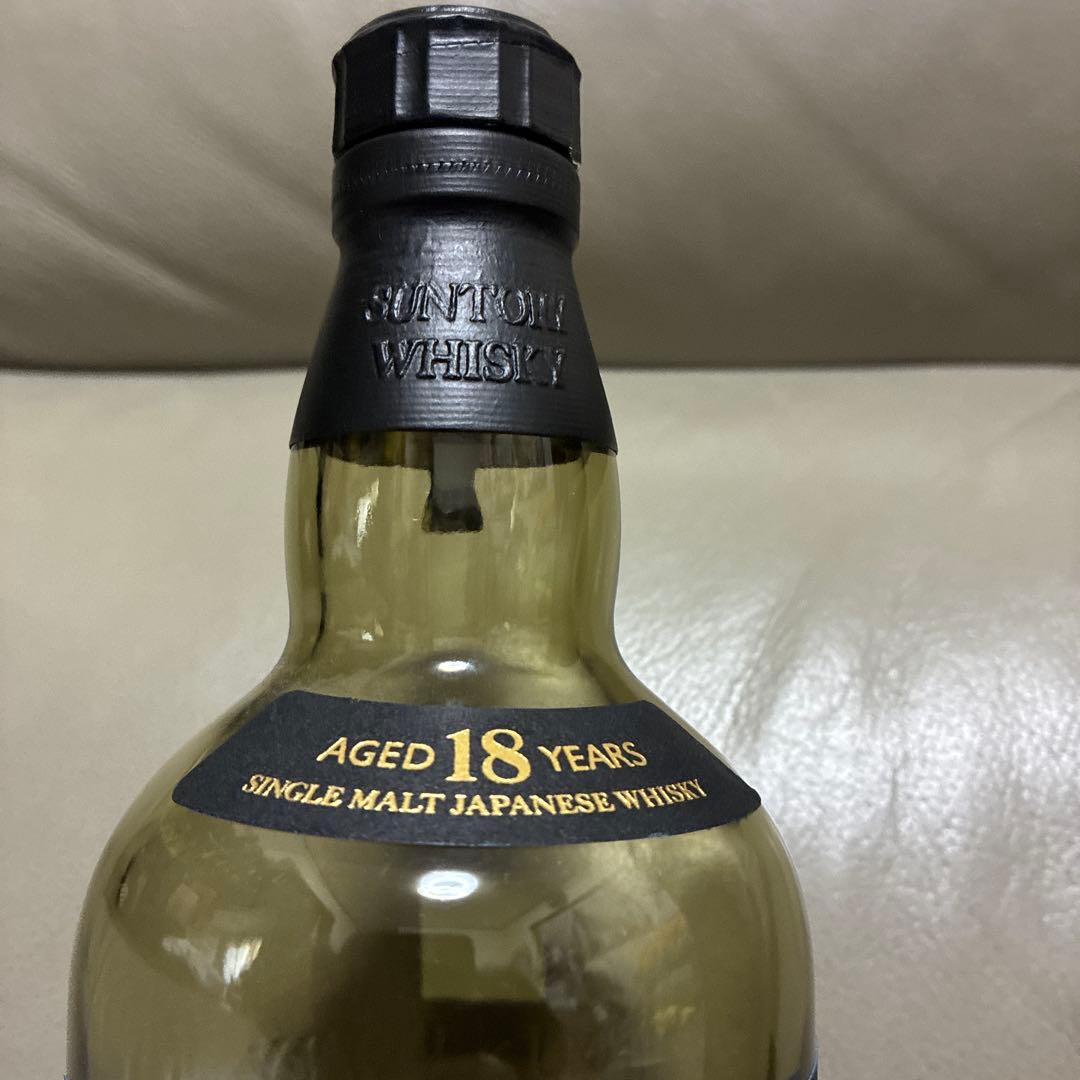 SUNTORY
WHISKY
AGED 18 YEARS
SINGLE MALT JAPANESE WHISKY